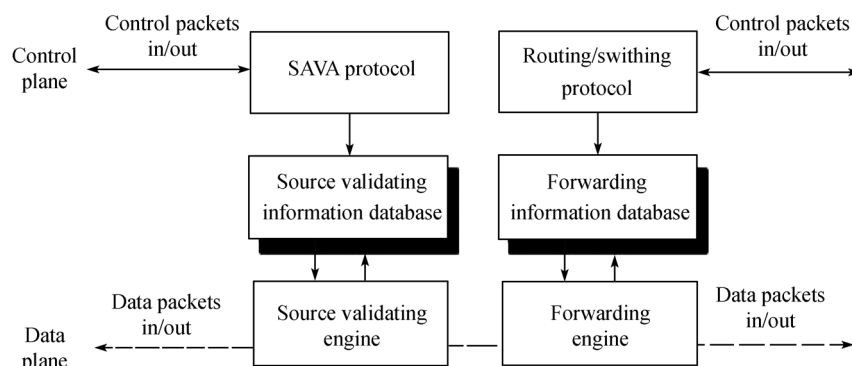 Control packets
in/out
Control packets
in/out
Control
plane
SAVA protocol
Routing/swithing
protocol
Source validating
information database
Forwarding
information database
Data packets
in/out
Data packets
in/out
Source validating
engine
Forwarding
engine
Data
plane